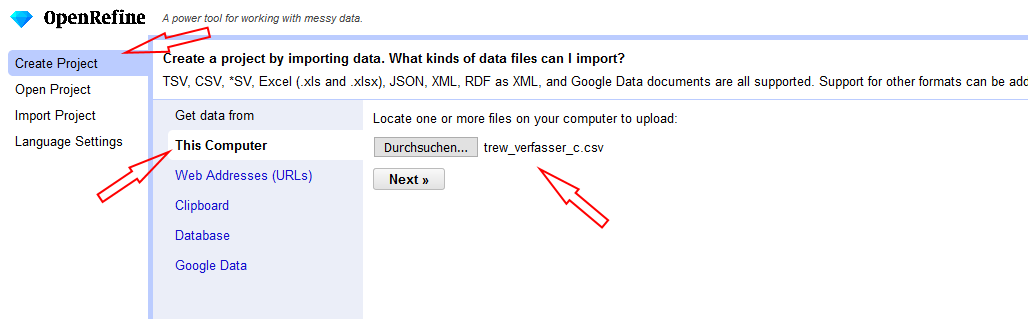 OpenRefine A power tool for working with messy data.
Create Project
Open Project
Import Project
Language Settings
Create a project by importing data. What kinds of data files can I import?
TSV, CSV, *SV, Excel (.xls and .xlsx), JSON, XML, RDF as XML, and Google Data documents are all supported. Support for other formats can be
Get data from
This Computer
Web Addresses (URLs)
Clipboard
Database
Google Data
Locate one or more files on your computer to upload:
Durchsuchen... trew_verfasser_c.csv
Next »